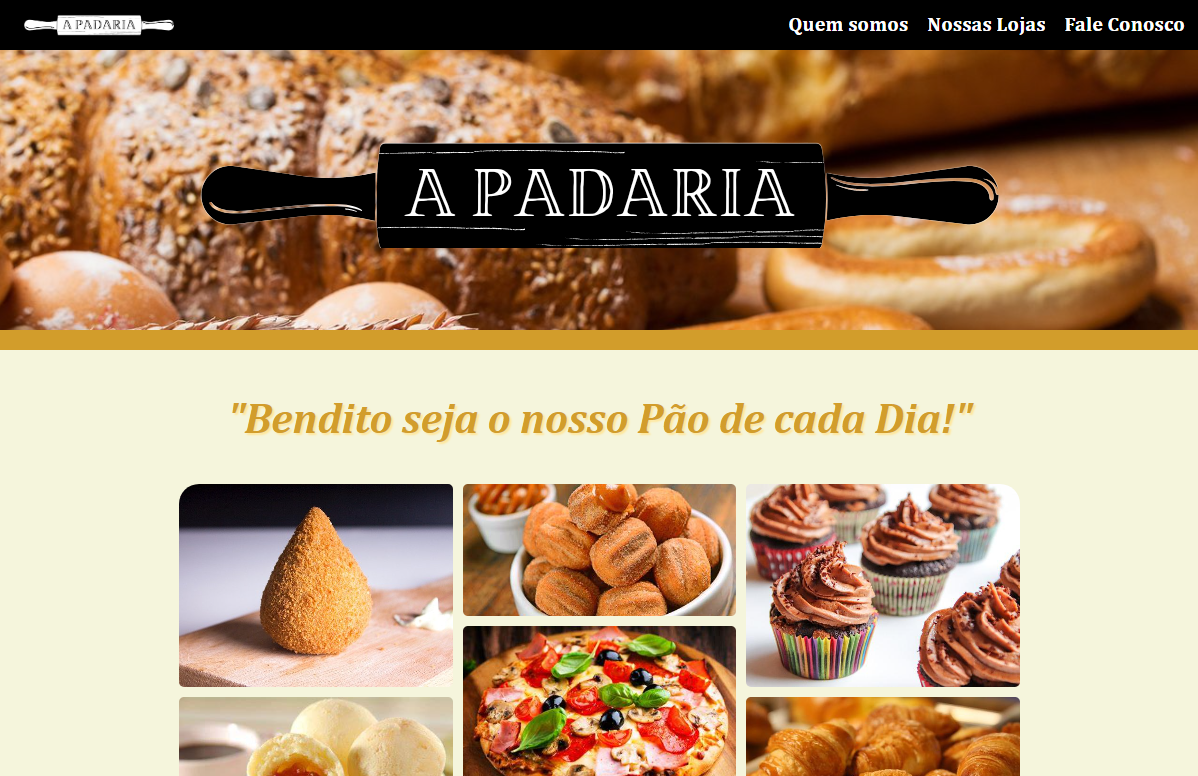 A PADARIA
Quem somos Nossas Lojas Fale Conosco
A PADARIA
"Bendito seja o nosso Pão de cada Dia!"